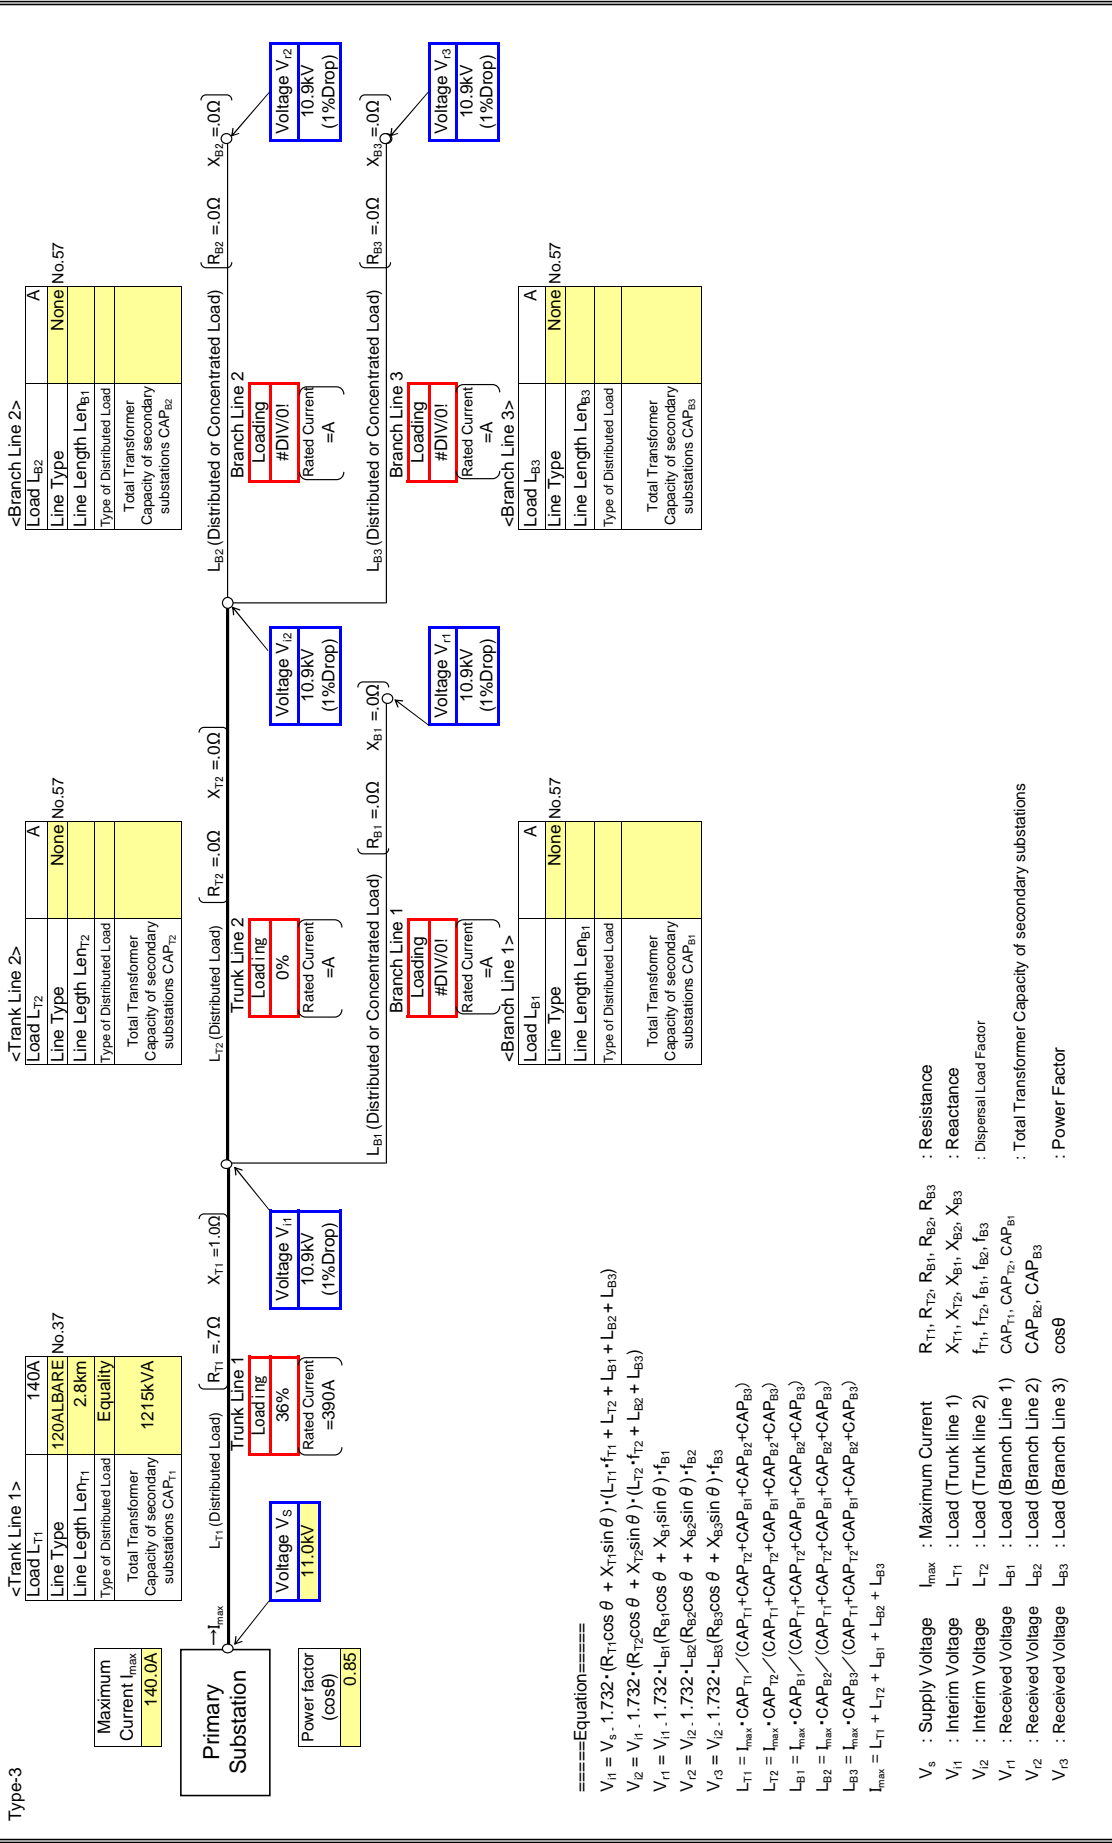 Type-3
Maximum
Current Imax
140.0A
<Trank Line 1>
Load LT1 140A
Line Type 120ALBARE No.37
Line Legth LenT1 2.8km
Type of Distributed Load Equality
Total Transformer
Capacity of secondary
substations CAPT1
1215kVA
<Trank Line 2>
Load LT2 A
Line Type None No.57
Line Length LenT2
Type of Distributed Load
Total Transformer
Capacity of secondary
substations CAPT2
<Branch Line 2>
Load LB2 A
Line Type None No.57
Line Length LenB1
Type of Distributed Load
Total Transformer
Capacity of secondary
substations CAPB2
Primary
Substation
→Imax
LT1 (Distributed Load)
RT1 =.7Ω XT1 =1.0Ω
LT2 (Distributed Load)
RT2 =.0Ω XT2 =.0Ω
LB2 (Distributed or Concentrated Load)
RB2 =.0Ω XB2 =.0Ω
Trunk Line 1
Loading
36%
Rated Current
=390A
Trunk Line 2
Loading
0%
Rated Current
=A
Branch Line 2
Loading
#DIV/0!
Rated Current
=A
Voltage VS
11.0kV
Voltage Vi1
10.9kV
(1%Drop)
Voltage Vi2
10.9kV
(1%Drop)
Voltage Vr2
10.9kV
(1%Drop)
Power factor
(cosθ)
0.85
LB1 (Distributed or Concentrated Load)
RB1 =.0Ω XB1 =.0Ω
LB3 (Distributed or Concentrated Load)
RB3 =.0Ω XB3 =.0Ω
Branch Line 1
Loading
#DIV/0!
Rated Current
=A
Branch Line 3
Loading
#DIV/0!
Rated Current
=A
Voltage Vr1
10.9kV
(1%Drop)
Voltage Vr3
10.9kV
(1%Drop)
<Branch Line 1>
Load LB1 A
Line Type None No.57
Line Length LenB1
Type of Distributed Load
Total Transformer
Capacity of secondary
substations CAPB1
<Branch Line 3>
Load LB3 A
Line Type None No.57
Line Length LenB3
Type of Distributed Load
Total Transformer
Capacity of secondary
substations CAPB3
=====Equation=====
Vi1 = Vs - 1.732・(RT1cos θ + XT1sin θ)・(LT1・fT1 + LT2 + LB1 + LB2 + LB3)
Vi2 = Vi1 - 1.732・(RT2cos θ + XT2sin θ)・(LT2・fT2 + LB2 + LB3)
Vr1 = Vi1 - 1.732・LB1(RB1cos θ + XB1sin θ)・fB1
Vr2 = Vi2 - 1.732・LB2(RB2cos θ + XB2sin θ)・fB2
Vr3 = Vi2 - 1.732・LB3(RB3cos θ + XB3sin θ)・fB3
LT1 = Imax・CAPT1／(CAPT1+CAPT2+CAPB1+CAPB2+CAPB3)
LT2 = Imax・CAPT2／(CAPT1+CAPT2+CAPB1+CAPB2+CAPB3)
LB1 = Imax・CAPB1／(CAPT1+CAPT2+CAPB1+CAPB2+CAPB3)
LB2 = Imax・CAPB2／(CAPT1+CAPT2+CAPB1+CAPB2+CAPB3)
LB3 = Imax・CAPB3／(CAPT1+CAPT2+CAPB1+CAPB2+CAPB3)
Imax = LT1 + LT2 + LB1 + LB2 + LB3
Vs : Supply Voltage Imax : Maximum Current RT1, RT2, RB1, RB2, RB3 : Resistance
Vi1 : Interim Voltage LT1 : Load (Trunk line 1) XT1, XT2, XB1, XB2, XB3 : Reactance
Vi2 : Interim Voltage LT2 : Load (Trunk line 2) fT1, fT2, fB1, fB2, fB3 : Dispersal Load Factor
Vr1 : Received Voltage LB1 : Load (Branch Line 1) CAPT1, CAPT2, CAPB1 : Total Transformer Capacity of secondary substations
Vr2 : Received Voltage LB2 : Load (Branch Line 2) CAPB2, CAPB3
Vr3 : Received Voltage LB3 : Load (Branch Line 3) cosθ : Power Factor